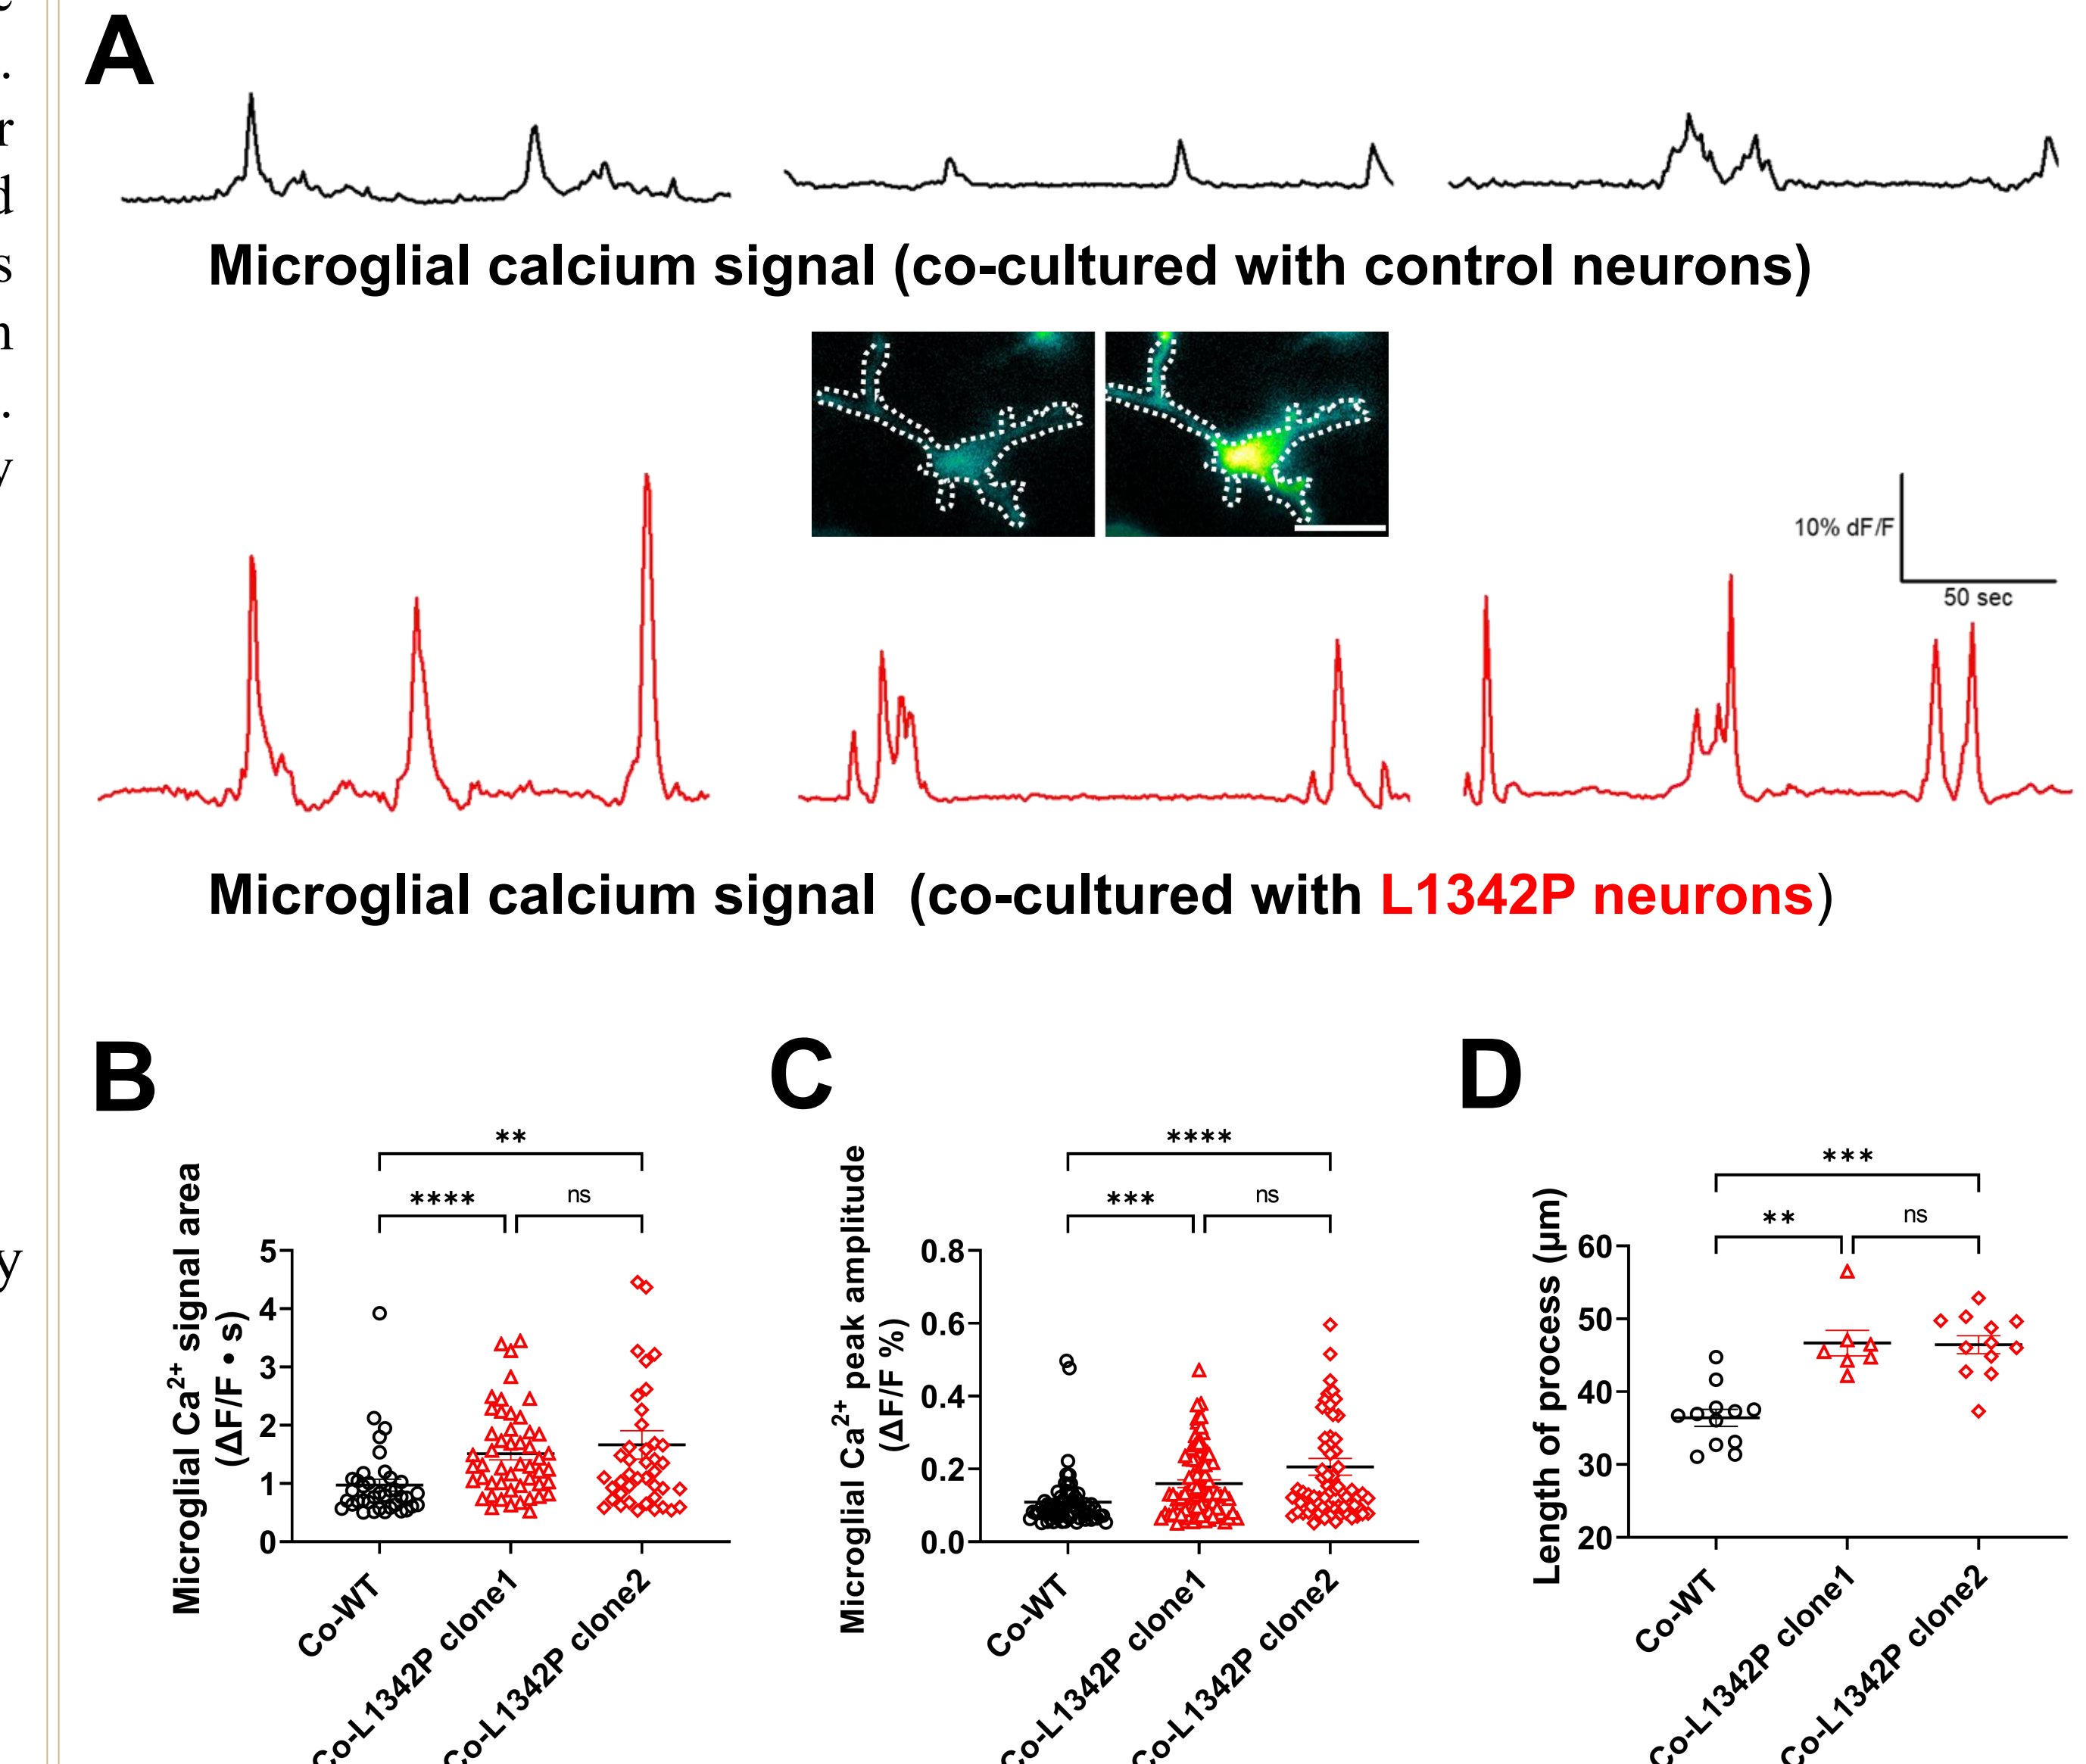 A
.
r
d
s
n
.
y
Microglial calcium signal (co-cultured with control neurons)
10% dF/F
50 sec
Microglial calcium signal (co-cultured with L1342P neurons)
y
B
Microglial Ca2+ signal area
(ΔF/F • s)
**
****
ns
5
4
3
2
1
0
Co-WT
Co-L1342P clone1
Co-L1342P clone2
C
Microglial Ca2+ peak amplitude
(ΔF/F %)
****
***
ns
0.8
0.6
0.4
0.2
0.0
Co-WT
Co-L1342P clone1
Co-L1342P clone2
D
Length of process (μm)
***
**
ns
60
50
40
30
20
Co-WT
Co-L1342P clone1
Co-L1342P clone2